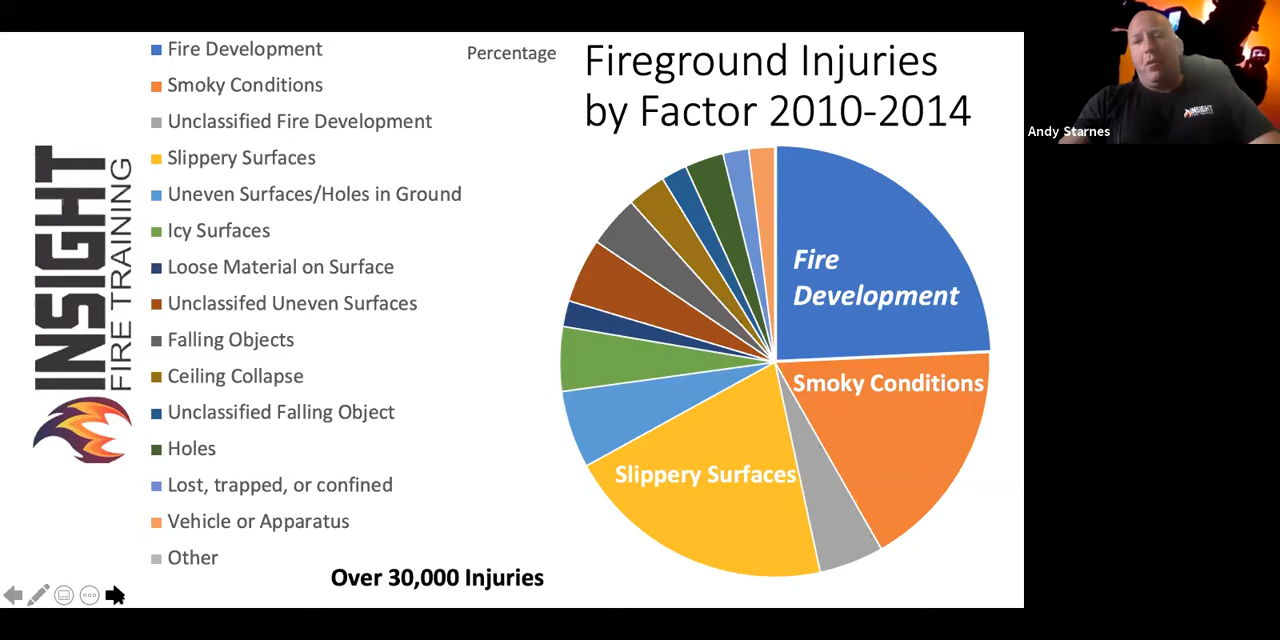 Fire Development
Smoky Conditions
Unclassified Fire Development
Slippery Surfaces
Uneven Surfaces/Holes in Ground
Icy Surfaces
Loose Material on Surface
Unclassifed Uneven Surfaces
Falling Objects
Ceiling Collapse
Unclassified Falling Object
Holes
Lost, trapped, or confined
Vehicle or Apparatus
Other
INSIGHT
FIRE TRAINING
Percentage
Fireground Injuries
by Factor 2010-2014
Fire
Development
Smoky Conditions
Slippery Surfaces
Over 30,000 Injuries
Andy Starnes
INSIGHT